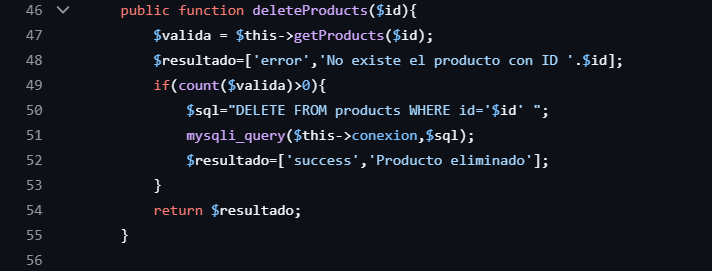 46 public function deleteProducts($id){
47 $valida = $this->getProducts($id);
48 $resultado=['error','No existe el producto con ID '.$id];
49 if(count($valida)>0){
50 $sql="DELETE FROM products WHERE id='$id' ";
51 mysqli_query($this->conexion,$sql);
52 $resultado=['success','Producto eliminado'];
53 }
54 return $resultado;
55 }
56